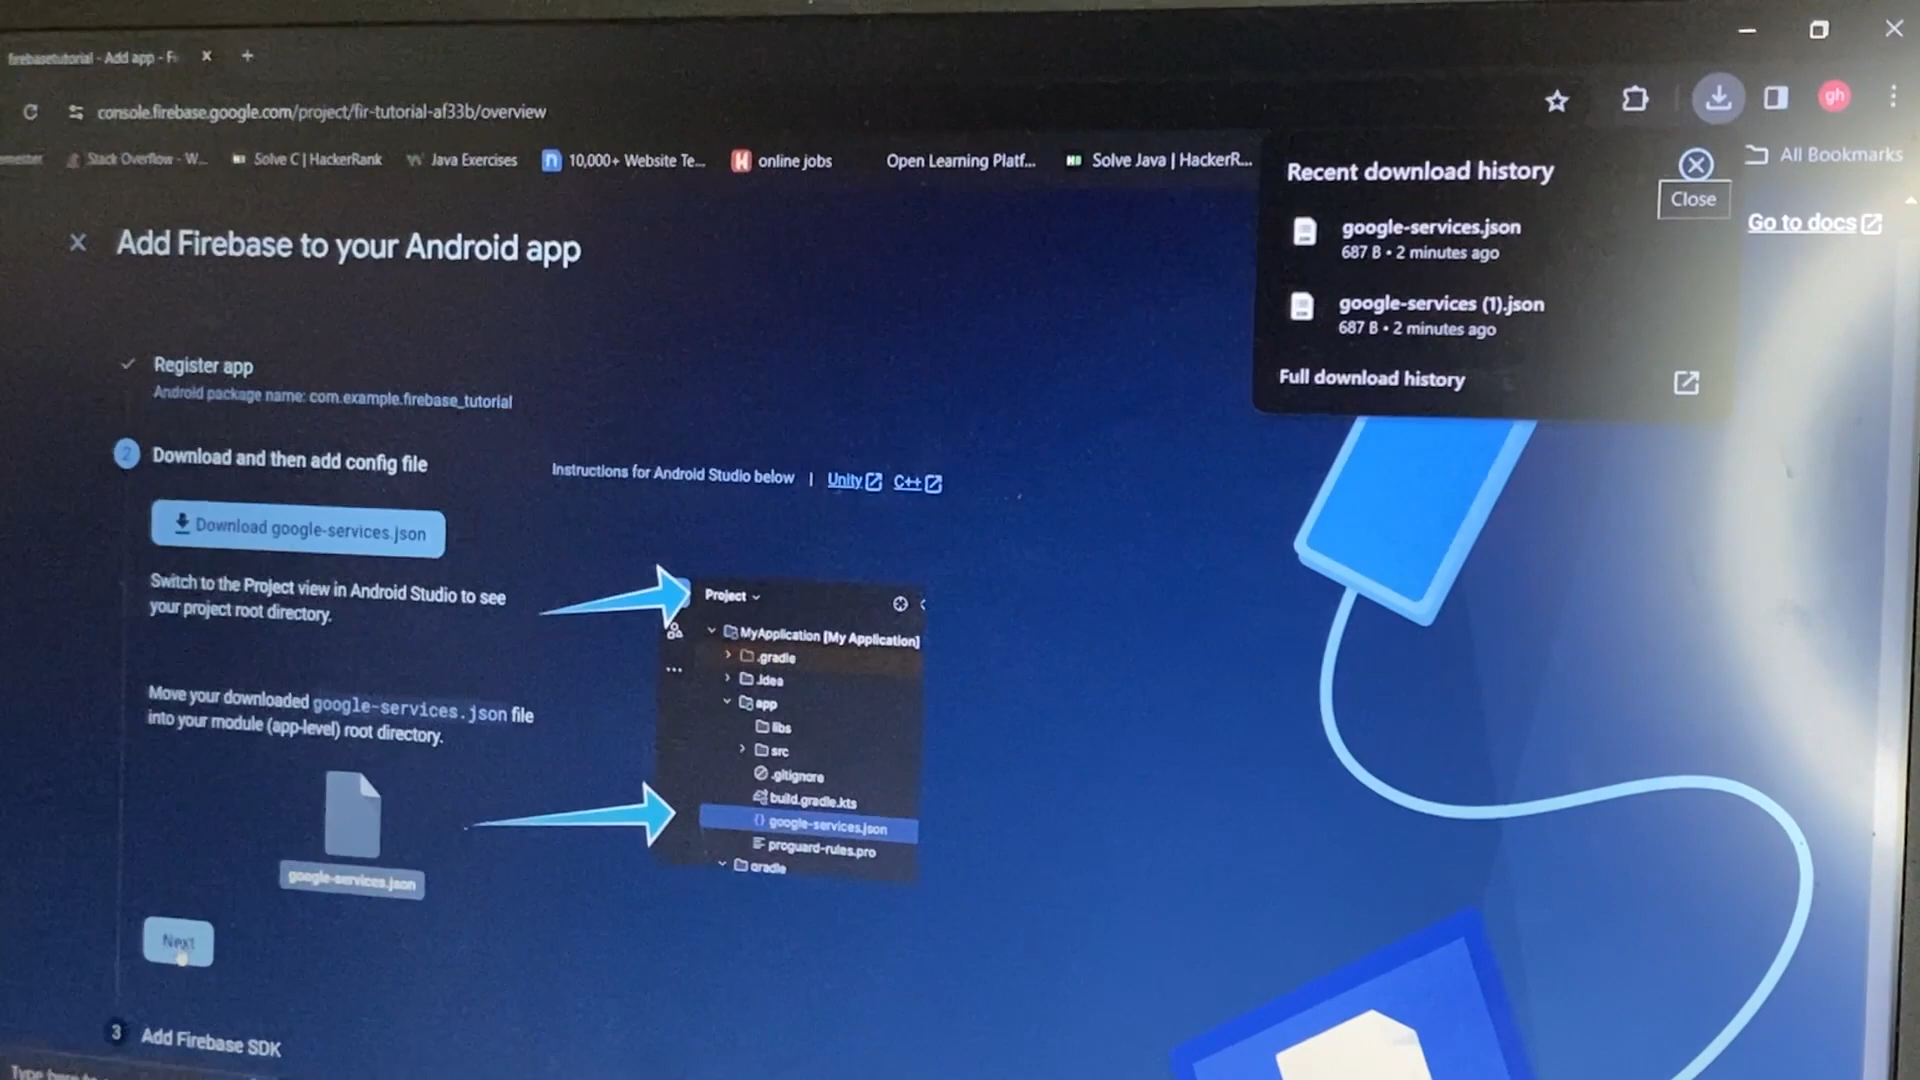 firebasetutorial - Add app - F
console.firebase.google.com/project/fir-tutorial-af33b/overview
gh
Stack Overflow - W...
Solve C | HackerRank
Java Exercises
10,000+ Website Te...
online jobs
Open Learning Platf...
Solve Java | HackerR...
All Bookmarks
Recent download history
Close
google-services.json
687 B • 2 minutes ago
google-services (1).json
687 B • 2 minutes ago
Full download history
Go to docs
Add Firebase to your Android app
Register app
Android package name: com.example.firebase_tutorial
2 Download and then add config file
Instructions for Android Studio below | Unity C++
Download google-services.json
Switch to the Project view in Android Studio to see
your project root directory.
Move your downloaded google-services.json file
into your module (app-level) root directory.
google-services.json
Project
MyApplication [My Application]
.gradle
.idea
app
libs
src
.gitignore
build.gradle.kts
google-services.json
proguard-rules.pro
gradle
Next
3 Add Firebase SDK
Type here to